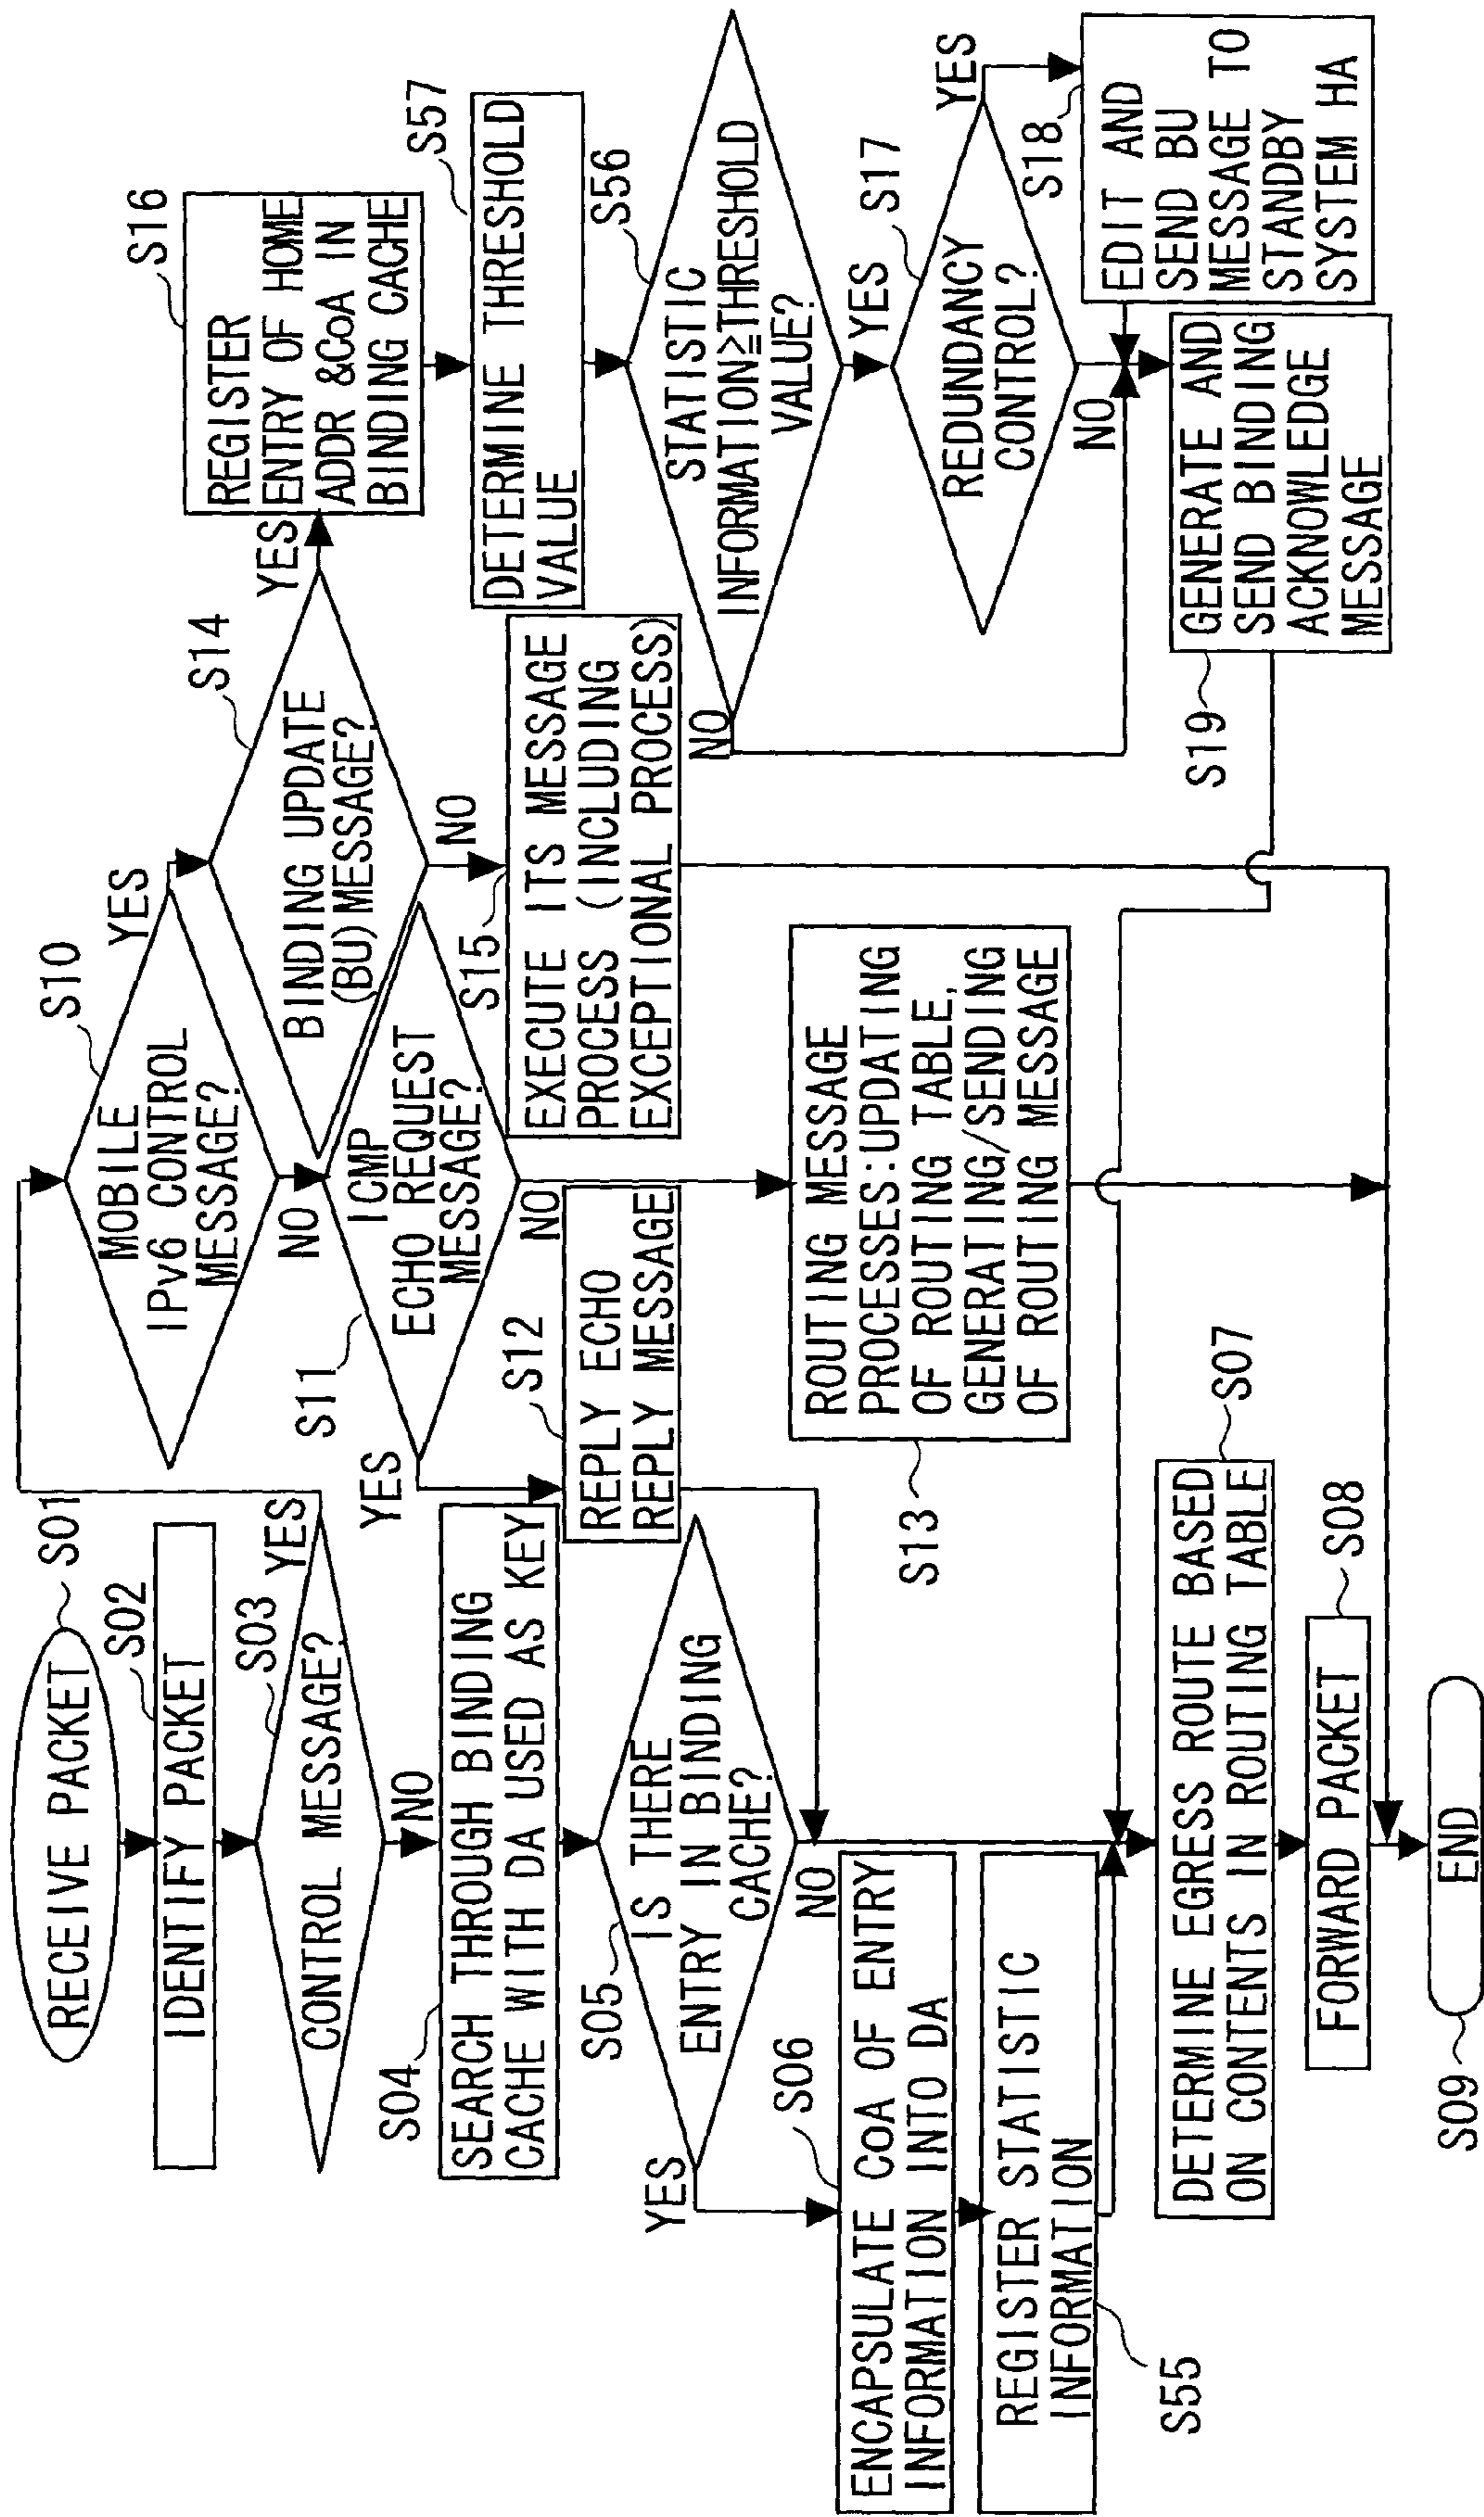 RECEIVE PACKET
S01
IDENTIFY PACKET
S02
CONTROL MESSAGE?
S03
YES
NO
S04
SEARCH THROUGH BINDING
CACHE WITH DA USED AS KEY
S05
IS THERE
ENTRY IN BINDING
CACHE?
YES
NO
S06
ENCAPSULATE CoA OF ENTRY
INFORMATION INTO DA
REGISTER STATISTIC
INFORMATION
S55
DETERMINE EGRESS ROUTE BASED
ON CONTENTS IN ROUTING TABLE
S07
FORWARD PACKET
S08
END
S09
S10
MOBILE
IPv6 CONTROL
MESSAGE?
YES
NO
S11
ICMP
ECHO REQUEST
MESSAGE?
YES
NO
S12
REPLY ECHO
REPLY MESSAGE
ROUTING MESSAGE
PROCESSES:UPDATING
OF ROUTING TABLE,
GENERATING/SENDING
OF ROUTING MESSAGE
S13
S14
BINDING UPDATE
(BU)MESSAGE?
YES
NO
S15
EXECUTE ITS MESSAGE
PROCESS (INCLUDING
EXCEPTIONAL PROCESS)
S16
REGISTER
ENTRY OF HOME
ADDR &CoA IN
BINDING CACHE
S57
DETERMINE THRESHOLD
VALUE
S56
STATISTIC
INFORMATION≧THRESHOLD
VALUE?
NO
YES
S17
REDUNDANCY
CONTROL?
YES
NO
S18
EDIT AND
SEND BU
MESSAGE TO
STANDBY
SYSTEM HA
GENERATE AND
SEND BINDING
ACKNOWLEDGE
MESSAGE
S19